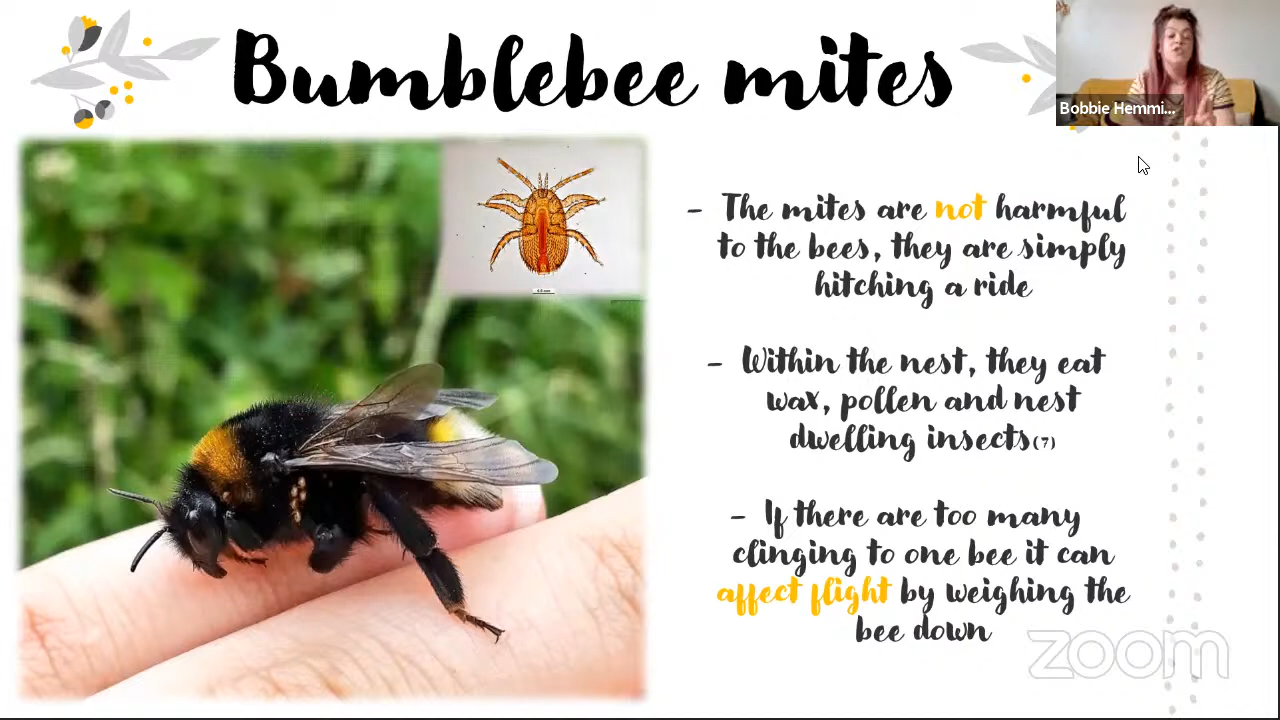 Bumblebee mites
Bobbie Hemmi...
- The mites are not harmful
to the bees, they are simply
hitching a ride
- Within the nest, they eat
wax, pollen and nest
dwelling insects(7)
- If there are too many
clinging to one bee it can
affect flight by weighing the
bee down
zoom